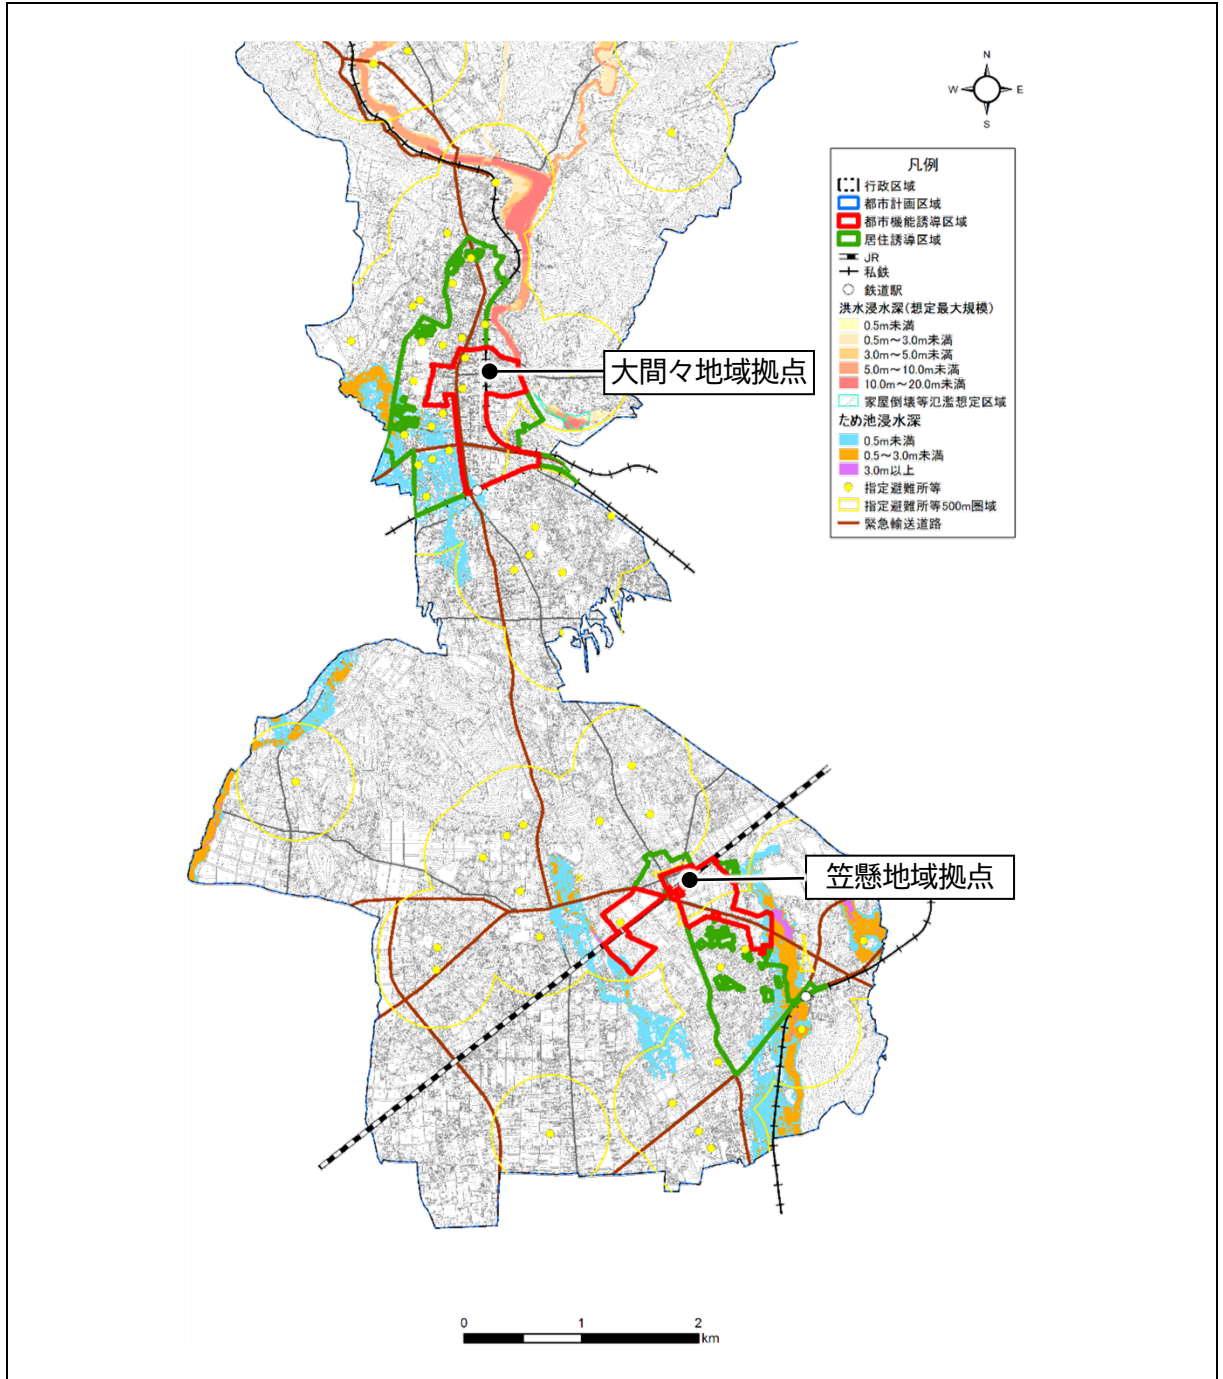 N
W
E
S
凡例
行政区域
都市計画区域
都市機能誘導区域
居住誘導区域
JR
私鉄
鉄道駅
洪水浸水深(想定最大規模)
0.5m未満
0.5m～3.0m未満
3.0m～5.0m未満
5.0m～10.0m未満
10.0m～20.0m未満
家屋倒壊等氾濫想定区域
ため池浸水深
0.5m未満
0.5～3.0m未満
3.0m以上
指定避難所等
指定避難所等500m圏域
緊急輸送道路
大間々地域拠点
笠懸地域拠点
0 1 2
km